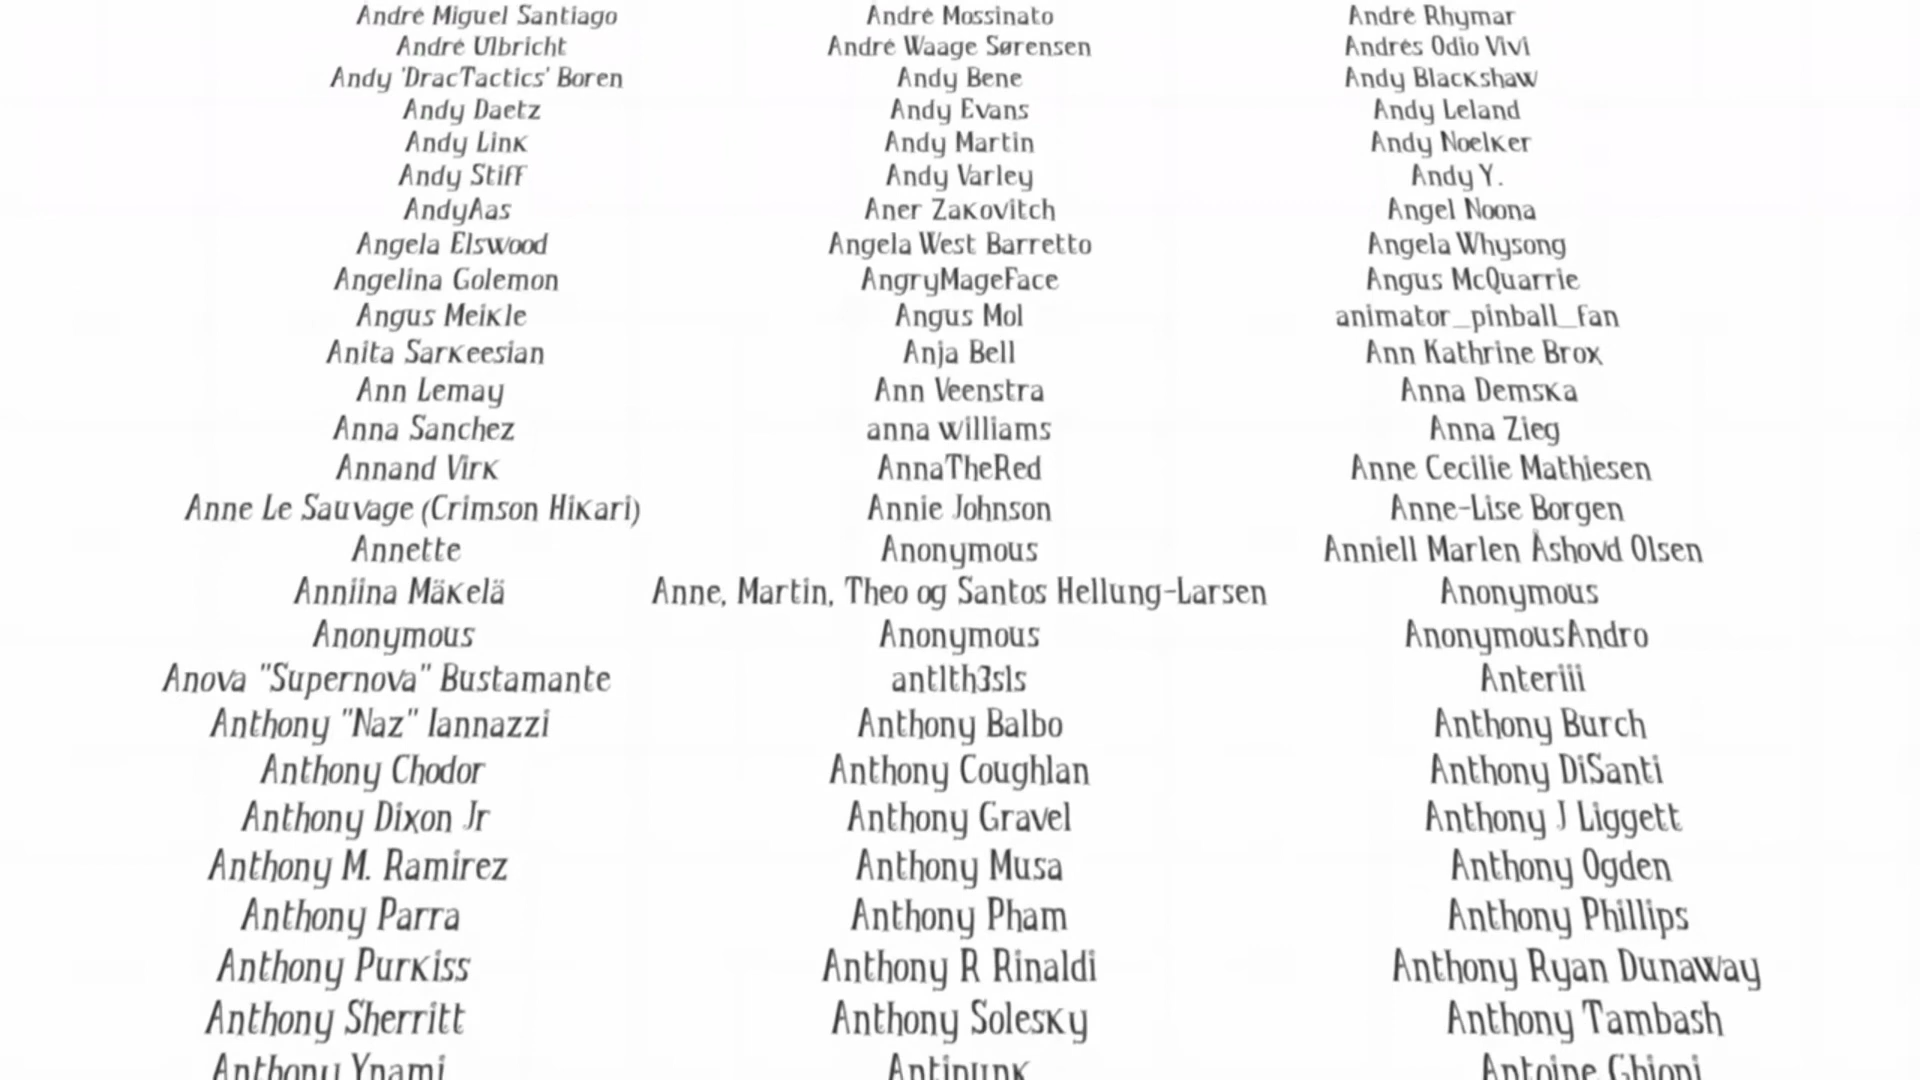 André Miguel Santiago André Mossinato André Rhymar
André Ulbricht André Waage Sørensen Andrés Odio Vivi
Andy 'DracTactics' Boren Andy Bene Andy Blackshaw
Andy Daetz Andy Evans Andy Leland
Andy Link Andy Martin Andy Noelker
Andy Stiff Andy Varley Andy Y.
AndyAas Aner Zakovitch Angel Noona
Angela Elswood Angela West Barretto Angela Whysong
Angelina Golemon AngryMageFace Angus McQuarrie
Angus Meikle Angus Mol animator_pinball_fan
Anita Sarkeesian Anja Bell Ann Kathrine Brox
Ann Lemay Ann Veenstra Anna Demska
Anna Sanchez anna williams Anna Zieg
Annand Virk AnnaTheRed Anne Cecilie Mathiesen
Anne Le Sauvage (Crimson Hikari) Annie Johnson Anne-Lise Borgen
Annette Anonymous Anniell Marlen Åshovd Olsen
Anniina Mäkelä Anne, Martin, Theo og Santos Hellung-Larsen Anonymous
Anonymous Anonymous AnonymousAndro
Anova "Supernova" Bustamante ant1th3s1s Anteriii
Anthony "Naz" Iannazzi Anthony Balbo Anthony Burch
Anthony Chodor Anthony Coughlan Anthony DiSanti
Anthony Dixon Jr Anthony Gravel Anthony J Liggett
Anthony M. Ramirez Anthony Musa Anthony Ogden
Anthony Parra Anthony Pham Anthony Phillips
Anthony Purkiss Anthony R Rinaldi Anthony Ryan Dunaway
Anthony Sherritt Anthony Solesky Anthony Tambash
Anthony Ynami Antipunk Antoine Ghioni